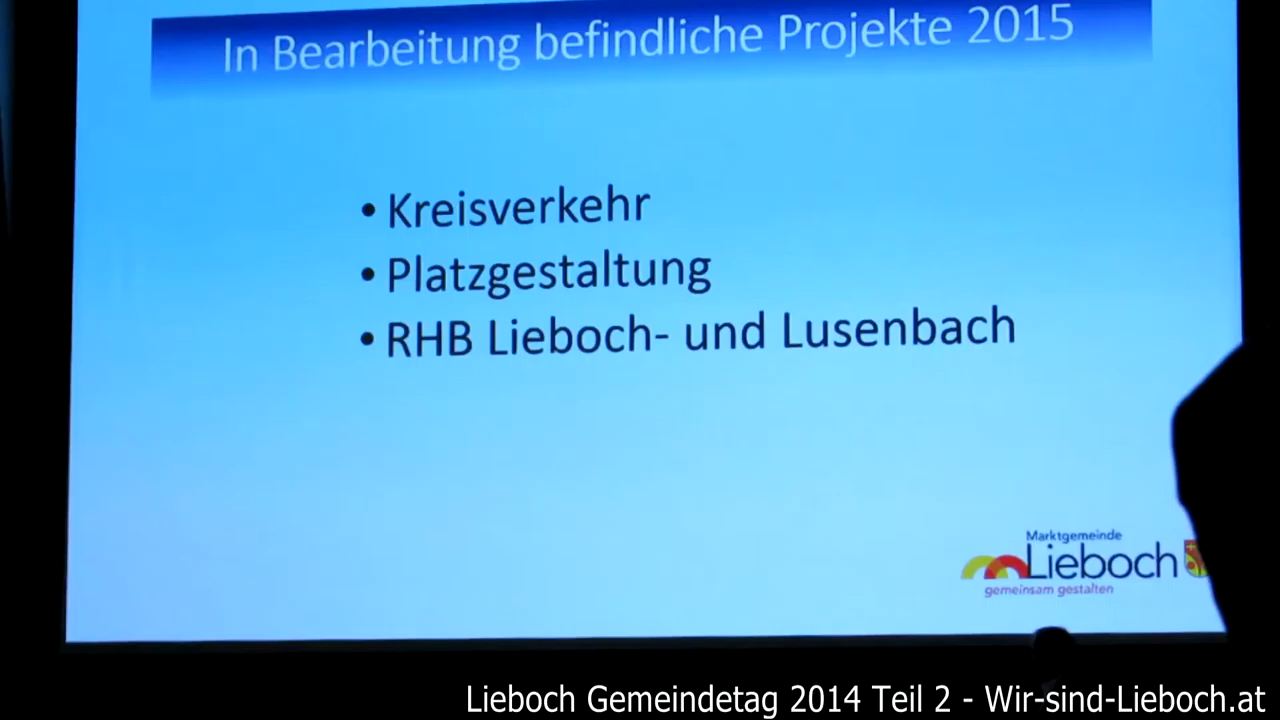 In Bearbeitung befindliche Projekte 2015
• Kreisverkehr
• Platzgestaltung
• RHB Lieboch- und Lusenbach
Marktgemeinde
Lieboch
gemeinsam gestalten
Lieboch Gemeindetag 2014 Teil 2 - Wir-sind-Lieboch.at